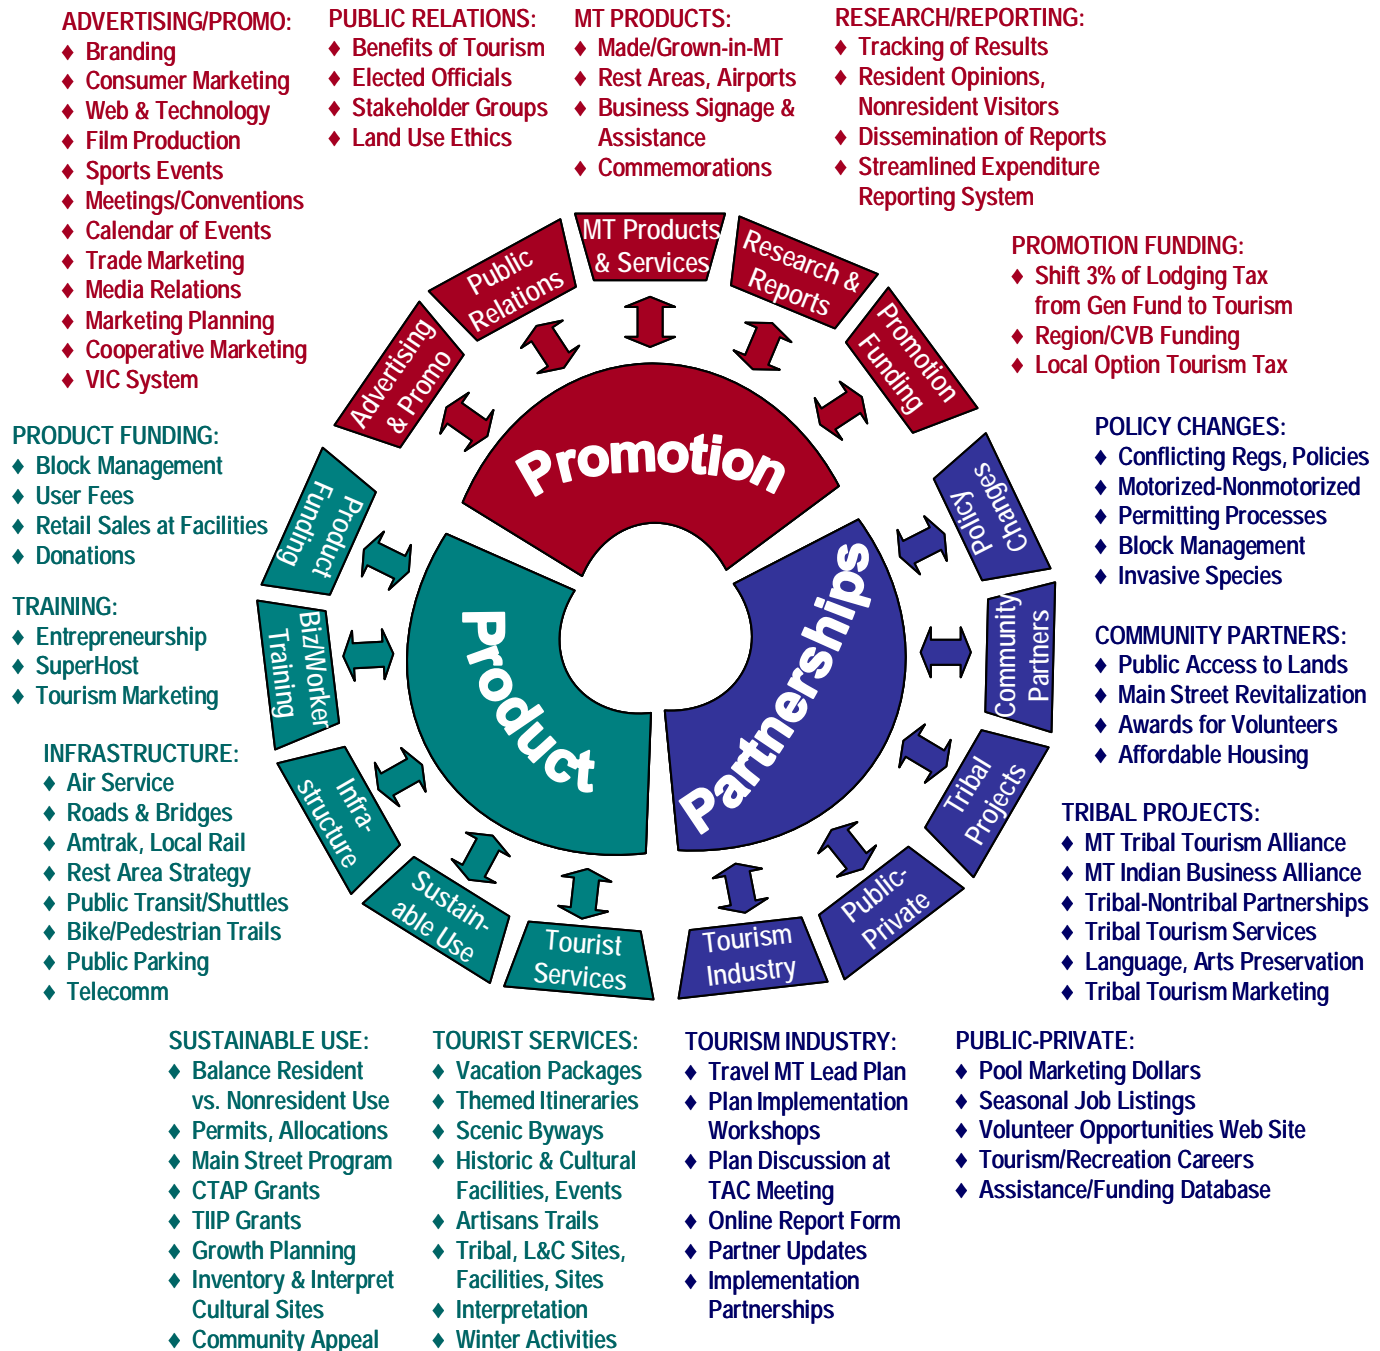 ADVERTISING/PROMO:
♦ Branding
♦ Consumer Marketing
♦ Web & Technology
♦ Film Production
♦ Sports Events
♦ Meetings/Conventions
♦ Calendar of Events
♦ Trade Marketing
♦ Media Relations
♦ Marketing Planning
♦ Cooperative Marketing
♦ VIC System
PUBLIC RELATIONS:
♦ Benefits of Tourism
♦ Elected Officials
♦ Stakeholder Groups
♦ Land Use Ethics
MT PRODUCTS:
♦ Made/Grown-in-MT
♦ Rest Areas, Airports
♦ Business Signage &
Assistance
♦ Commemorations
RESEARCH/REPORTING:
♦ Tracking of Results
♦ Resident Opinions,
Nonresident Visitors
♦ Dissemination of Reports
♦ Streamlined Expenditure
Reporting System
PROMOTION FUNDING:
♦ Shift 3% of Lodging Tax
from Gen Fund to Tourism
♦ Region/CVB Funding
♦ Local Option Tourism Tax
Advertising
& Promo
Public
Relations
MT Products
& Services
Research &
Reports
Promotion
Funding
Promotion
PRODUCT FUNDING:
♦ Block Management
♦ User Fees
♦ Retail Sales at Facilities
♦ Donations
TRAINING:
♦ Entrepreneurship
♦ SuperHost
♦ Tourism Marketing
INFRASTRUCTURE:
♦ Air Service
♦ Roads & Bridges
♦ Amtrak, Local Rail
♦ Rest Area Strategy
♦ Public Transit/Shuttles
♦ Bike/Pedestrian Trails
♦ Public Parking
♦ Telecomm
Product
Funding
Biz/Worker
Training
Infra-
structure
Sustain-
able Use
Tourist
Services
Product
Partnerships
Policy
Changes
Community
Partners
Tribal
Projects
Public-
Private
Tourism
Industry
POLICY CHANGES:
♦ Conflicting Regs, Policies
♦ Motorized-Nonmotorized
♦ Permitting Processes
♦ Block Management
♦ Invasive Species
COMMUNITY PARTNERS:
♦ Public Access to Lands
♦ Main Street Revitalization
♦ Awards for Volunteers
♦ Affordable Housing
TRIBAL PROJECTS:
♦ MT Tribal Tourism Alliance
♦ MT Indian Business Alliance
♦ Tribal-Nontribal Partnerships
♦ Tribal Tourism Services
♦ Language, Arts Preservation
♦ Tribal Tourism Marketing
SUSTAINABLE USE:
♦ Balance Resident
vs. Nonresident Use
♦ Permits, Allocations
♦ Main Street Program
♦ CTAP Grants
♦ TIIP Grants
♦ Growth Planning
♦ Inventory & Interpret
Cultural Sites
♦ Community Appeal
TOURIST SERVICES:
♦ Vacation Packages
♦ Themed Itineraries
♦ Scenic Byways
♦ Historic & Cultural
Facilities, Events
♦ Artisans Trails
♦ Tribal, L&C Sites,
Facilities, Sites
♦ Interpretation
♦ Winter Activities
TOURISM INDUSTRY:
♦ Travel MT Lead Plan
♦ Plan Implementation
Workshops
♦ Plan Discussion at
TAC Meeting
♦ Online Report Form
♦ Partner Updates
♦ Implementation
Partnerships
PUBLIC-PRIVATE:
♦ Pool Marketing Dollars
♦ Seasonal Job Listings
♦ Volunteer Opportunities Web Site
♦ Tourism/Recreation Careers
♦ Assistance/Funding Database